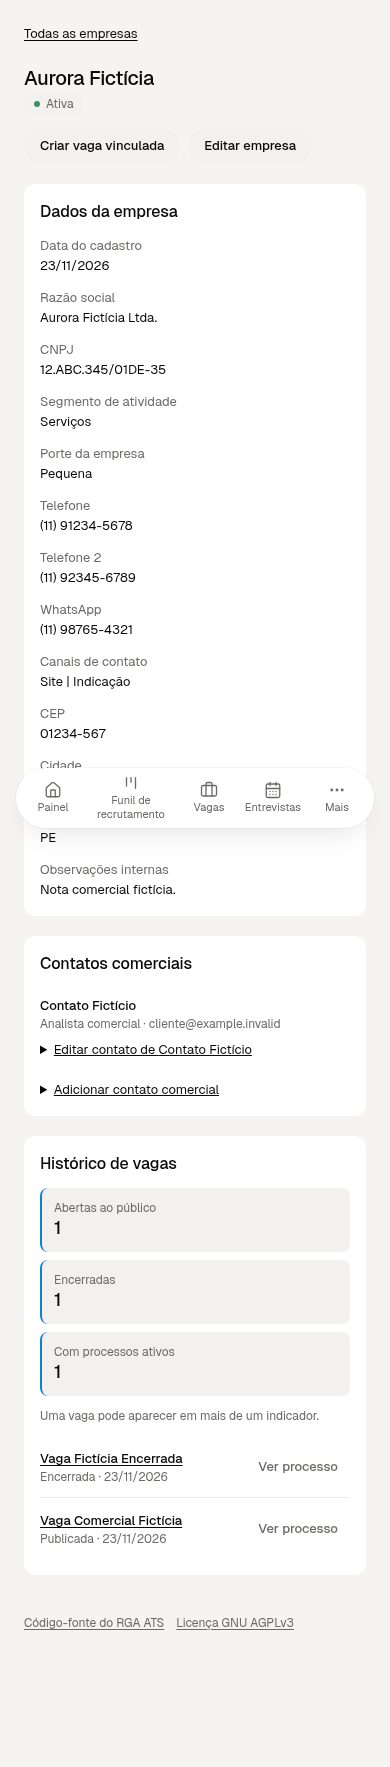 Todas as empresas
Aurora Fictícia
Ativa
Criar vaga vinculada
Editar empresa
Dados da empresa
Data do cadastro
23/11/2026
Razão social
Aurora Fictícia Ltda.
CNPJ
12.ABC.345/01DE-35
Segmento de atividade
Serviços
Porte da empresa
Pequena
Telefone
(11) 91234-5678
Telefone 2
(11) 92345-6789
WhatsApp
(11) 98765-4321
Canais de contato
Site | Indicação
CEP
01234-567
Cidade
Painel
Funil de
recrutamento
Vagas
Entrevistas
Mais
PE
Observações internas
Nota comercial fictícia.
Contatos comerciais
Contato Fictício
Analista comercial · cliente@example.invalid
Editar contato de Contato Fictício
Adicionar contato comercial
Histórico de vagas
Abertas ao público
1
Encerradas
1
Com processos ativos
1
Uma vaga pode aparecer em mais de um indicador.
Vaga Fictícia Encerrada
Encerrada · 23/11/2026
Ver processo
Vaga Comercial Fictícia
Publicada · 23/11/2026
Ver processo
Código-fonte do RGA ATS
Licença GNU AGPLv3